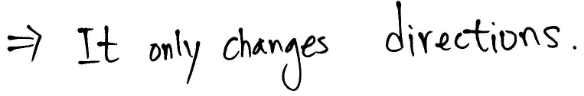 ⇒ It only changes directions.